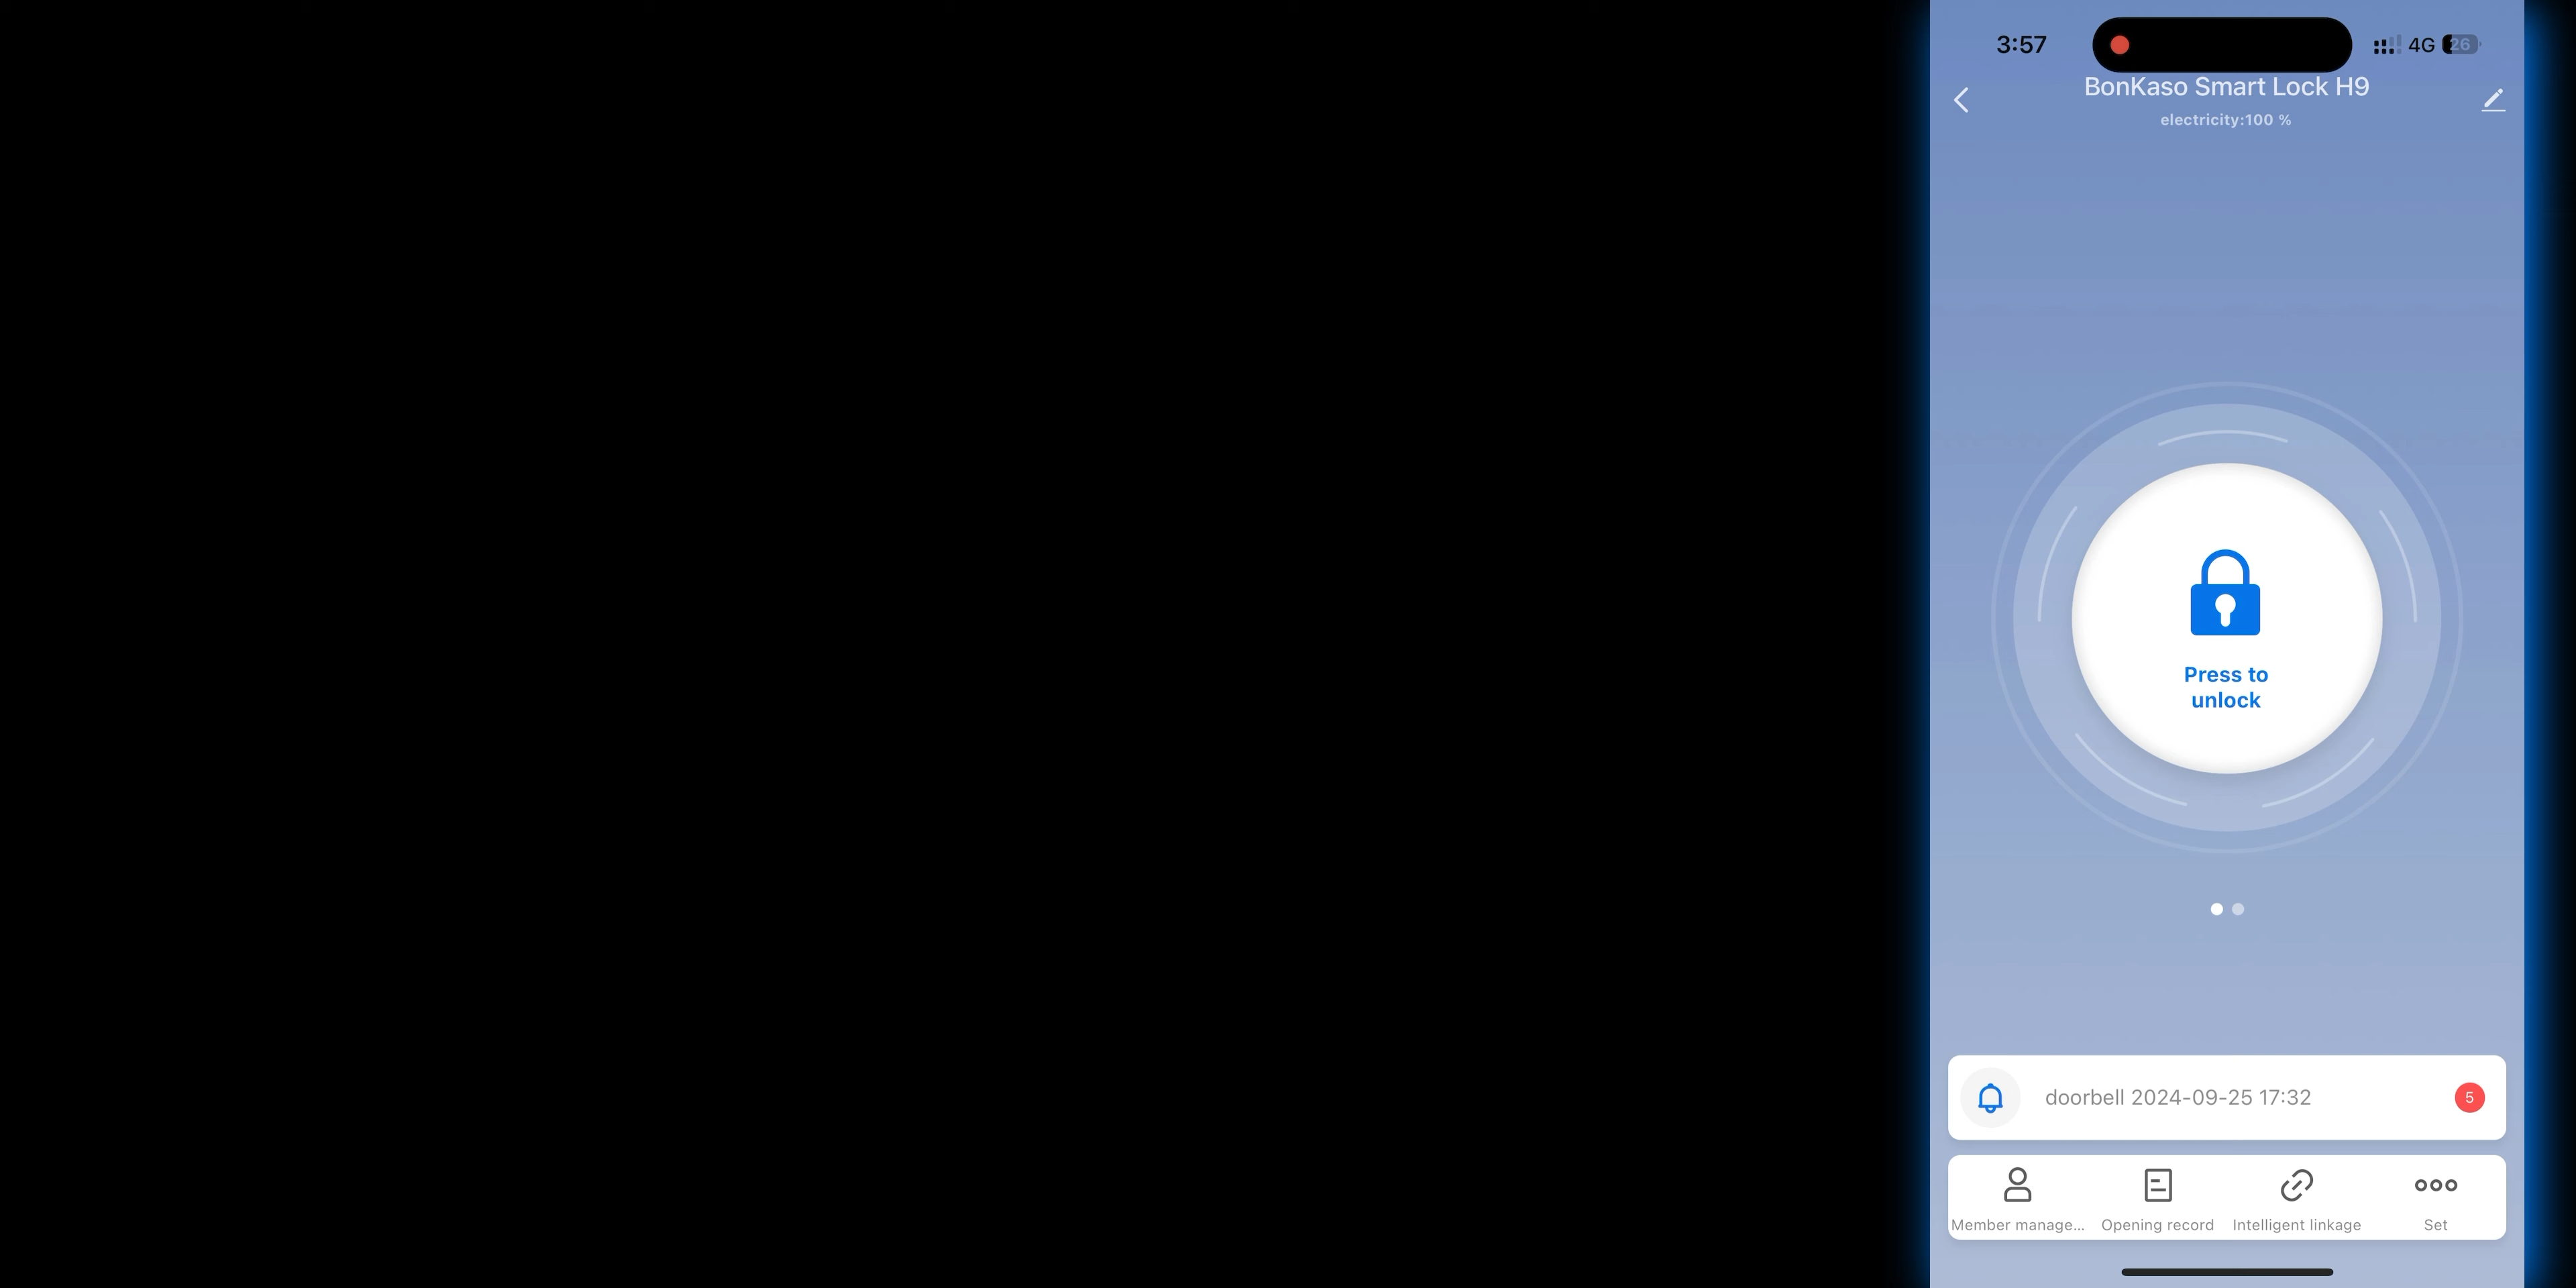 3:57
4G 26
BonKaso Smart Lock H9
electricity:100 %
Press to
unlock
doorbell 2024-09-25 17:32
5
Member manage...
Opening record
Intelligent linkage
Set